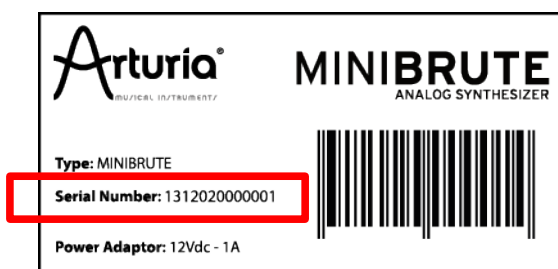 Arturia®
MUSICAL INSTRUMENTS
MINIBRUTE
ANALOG SYNTHESIZER
Type: MINIBRUTE
Serial Number: 1312020000001
Power Adaptor: 12Vdc - 1A